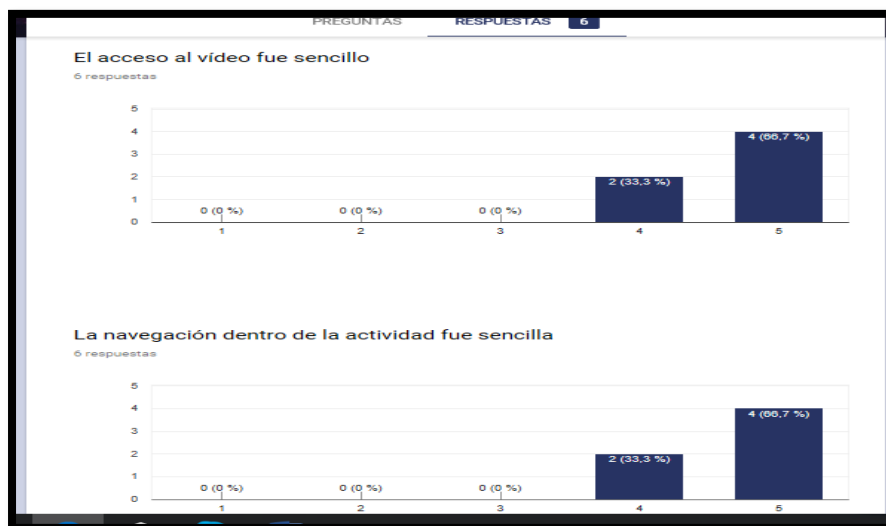 PREGUNTAS RESPUESTAS 6
El acceso al vídeo fue sencillo
6 respuestas
5
4
3
2
1
0
0 (0 %) 0 (0 %) 0 (0 %) 2 (33,3 %) 4 (66,7 %)
1 2 3 4 5
La navegación dentro de la actividad fue sencilla
6 respuestas
5
4
3
2
1
0
0 (0 %) 0 (0 %) 0 (0 %) 2 (33,3 %) 4 (66,7 %)
1 2 3 4 5